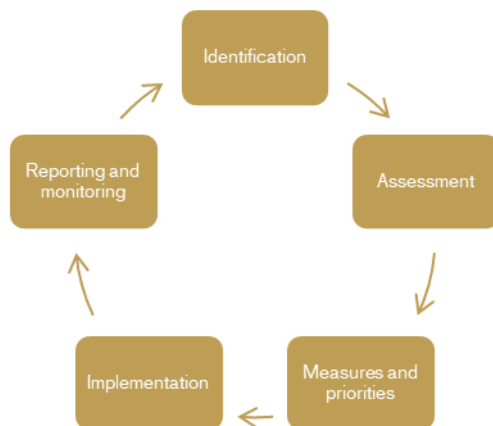 Identification
Assessment
Measures and
priorities
Implementation
Reporting and
monitoring